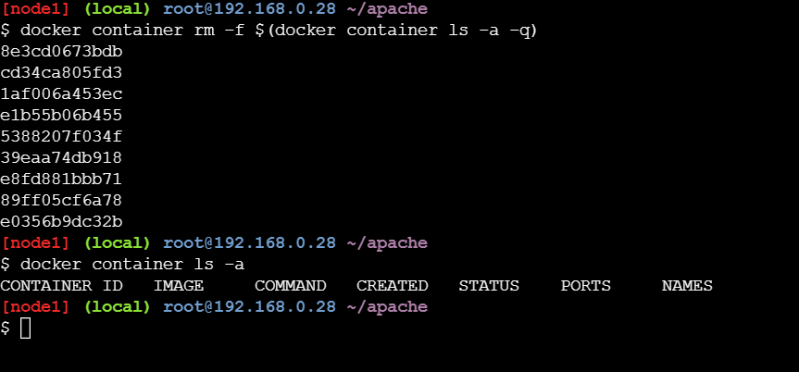 [node1] (local) root@192.168.0.28 ~/apache
$ docker container rm -f $(docker container ls -a -q)
8e3cd0673bdb
cd34ca805fd3
1af006a453ec
e1b55b06b455
5388207f034f
39eaa74db918
e8fd881bbb71
89ff05cf6a78
e0356b9dc32b
[node1] (local) root@192.168.0.28 ~/apache
$ docker container ls -a
CONTAINER ID   IMAGE     COMMAND   CREATED   STATUS    PORTS     NAMES
[node1] (local) root@192.168.0.28 ~/apache
$